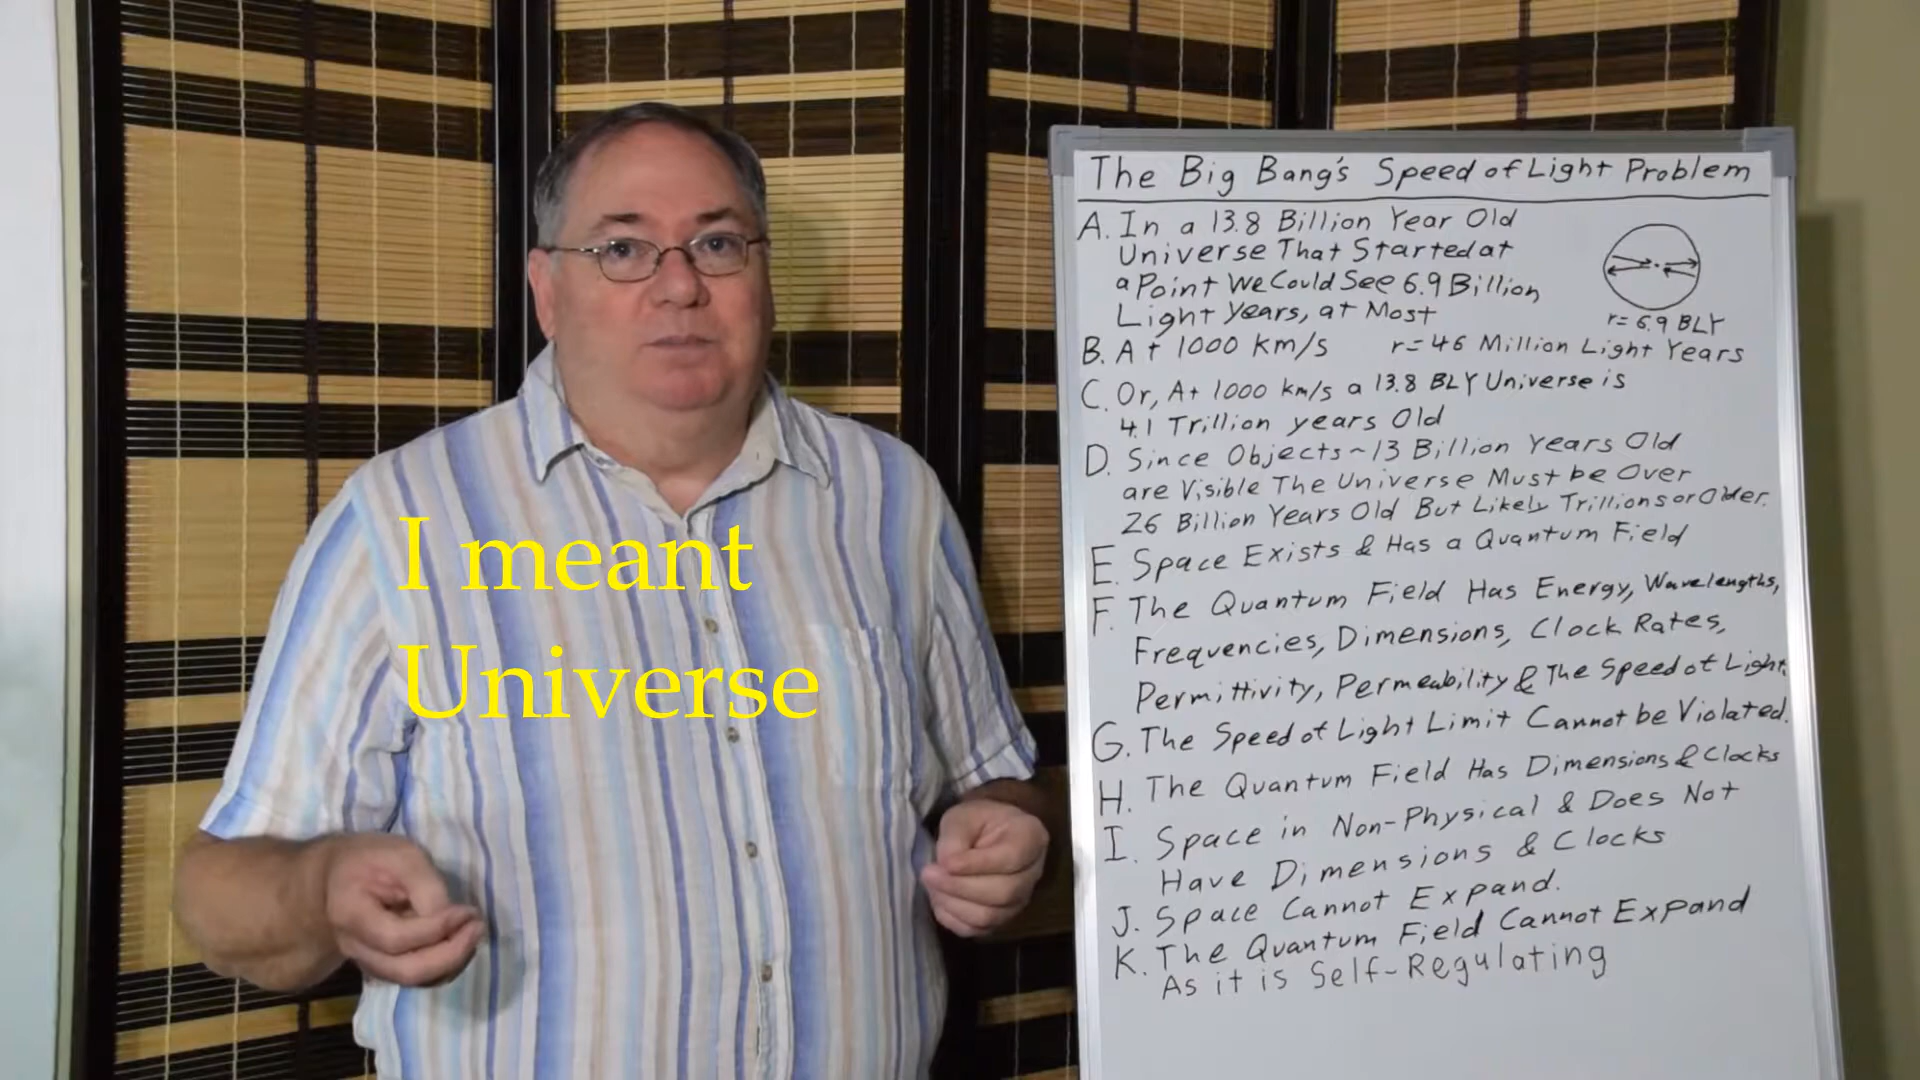 The Big Bang's Speed of Light Problem
A. In a 13.8 Billion Year Old
Universe That Started at
a Point We Could See 6.9 Billion
Light Years, at Most
r= 6.9 BLY
B. At 1000 km/s r=46 Million Light Years
C. Or, At 1000 km/s a 13.8 BLY Universe is
4.1 Trillion years Old
D. Since Objects ~13 Billion Years Old
are Visible The Universe Must be Over
26 Billion Years Old But Likely Trillions or Older.
E. Space Exists & Has a Quantum Field
F. The Quantum Field Has Energy, Wavelengths,
Frequencies, Dimensions, Clock Rates,
Permittivity, Permeability & The Speed of Light.
G. The Speed of Light Limit Cannot be Violated.
H. The Quantum Field Has Dimensions & Clocks
I. Space in Non-Physical & Does Not
Have Dimensions & Clocks
J. Space Cannot Expand.
K. The Quantum Field Cannot Expand
As it is Self-Regulating
I meant
Universe